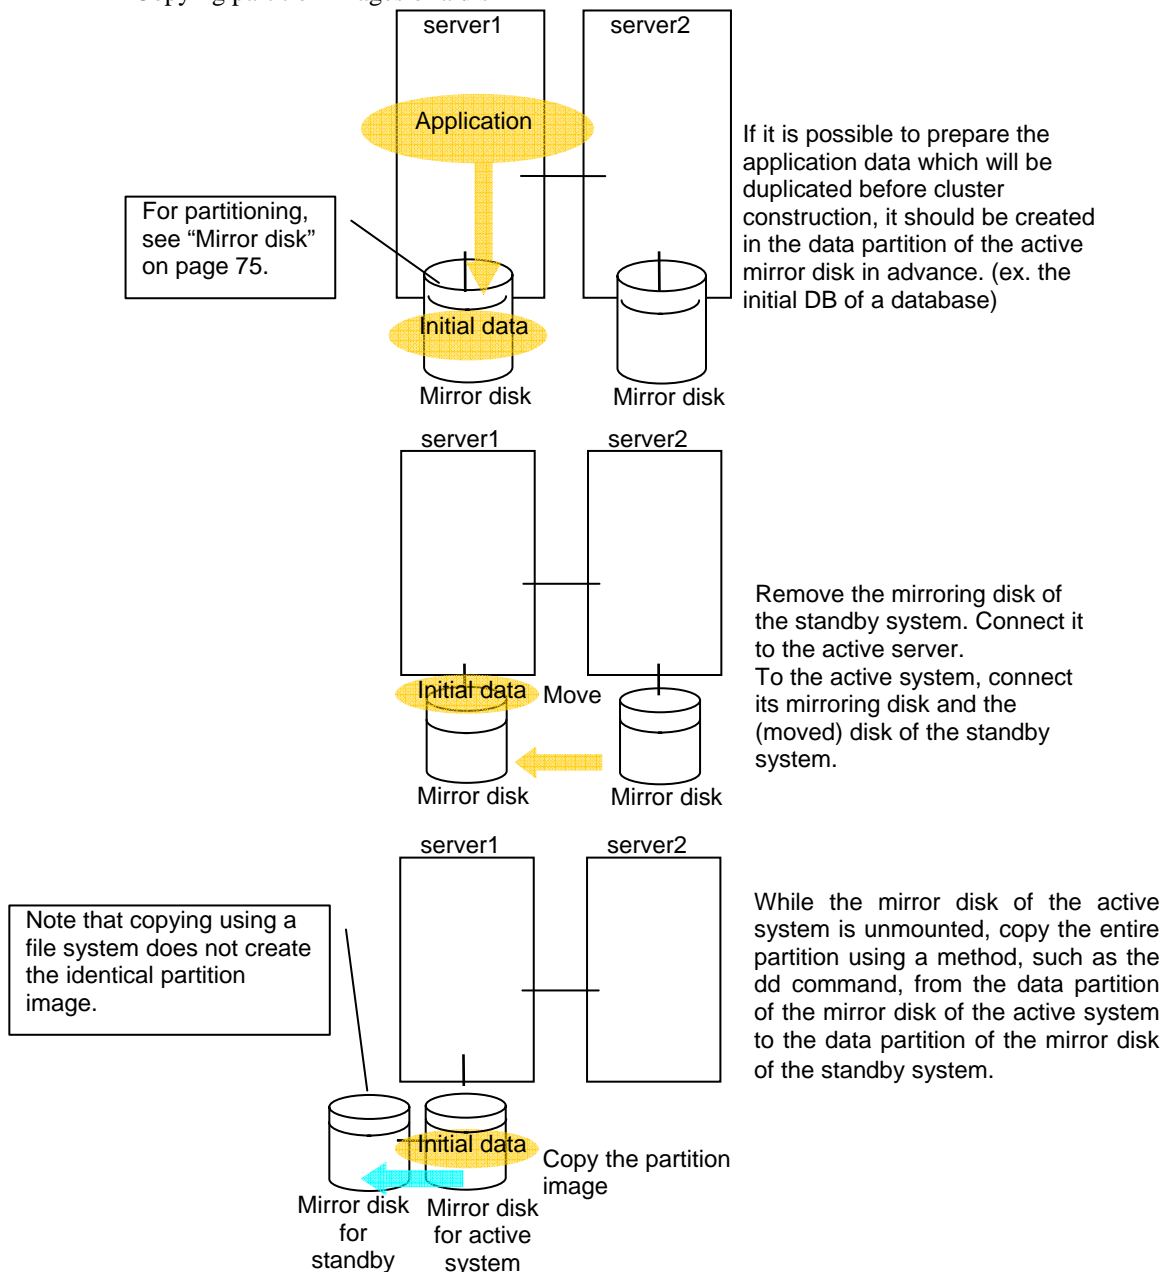 server1
server2
Application
If it is possible to prepare the
application data which will be
duplicated before cluster
construction, it should be created
in the data partition of the active
mirror disk in advance. (ex. the
initial DB of a database)
For partitioning,
see “Mirror disk”
on page 75.
Initial data
Mirror disk
Mirror disk
server1
server2
Remove the mirroring disk of
the standby system. Connect it
to the active server.
To the active system, connect
its mirroring disk and the
(moved) disk of the standby
system.
Initial data
Move
Mirror disk
Mirror disk
server1
server2
Note that copying using a
file system does not create
the identical partition
image.
While the mirror disk of the active
system is unmounted, copy the entire
partition using a method, such as the
dd command, from the data partition
of the mirror disk of the active system
to the data partition of the mirror disk
of the standby system.
Initial data
Copy the partition
image
Mirror disk
for
standby
Mirror disk
for active
system